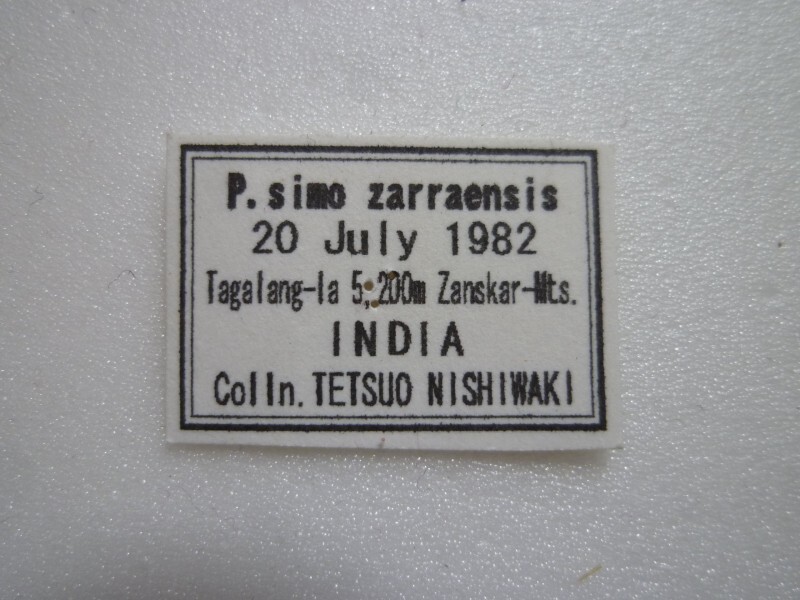 P. simo zarraensis
20 July 1982
Tagalang-la 5,200m Zanskar-Mts.
INDIA
Colln. TETSUO NISHIWAKI